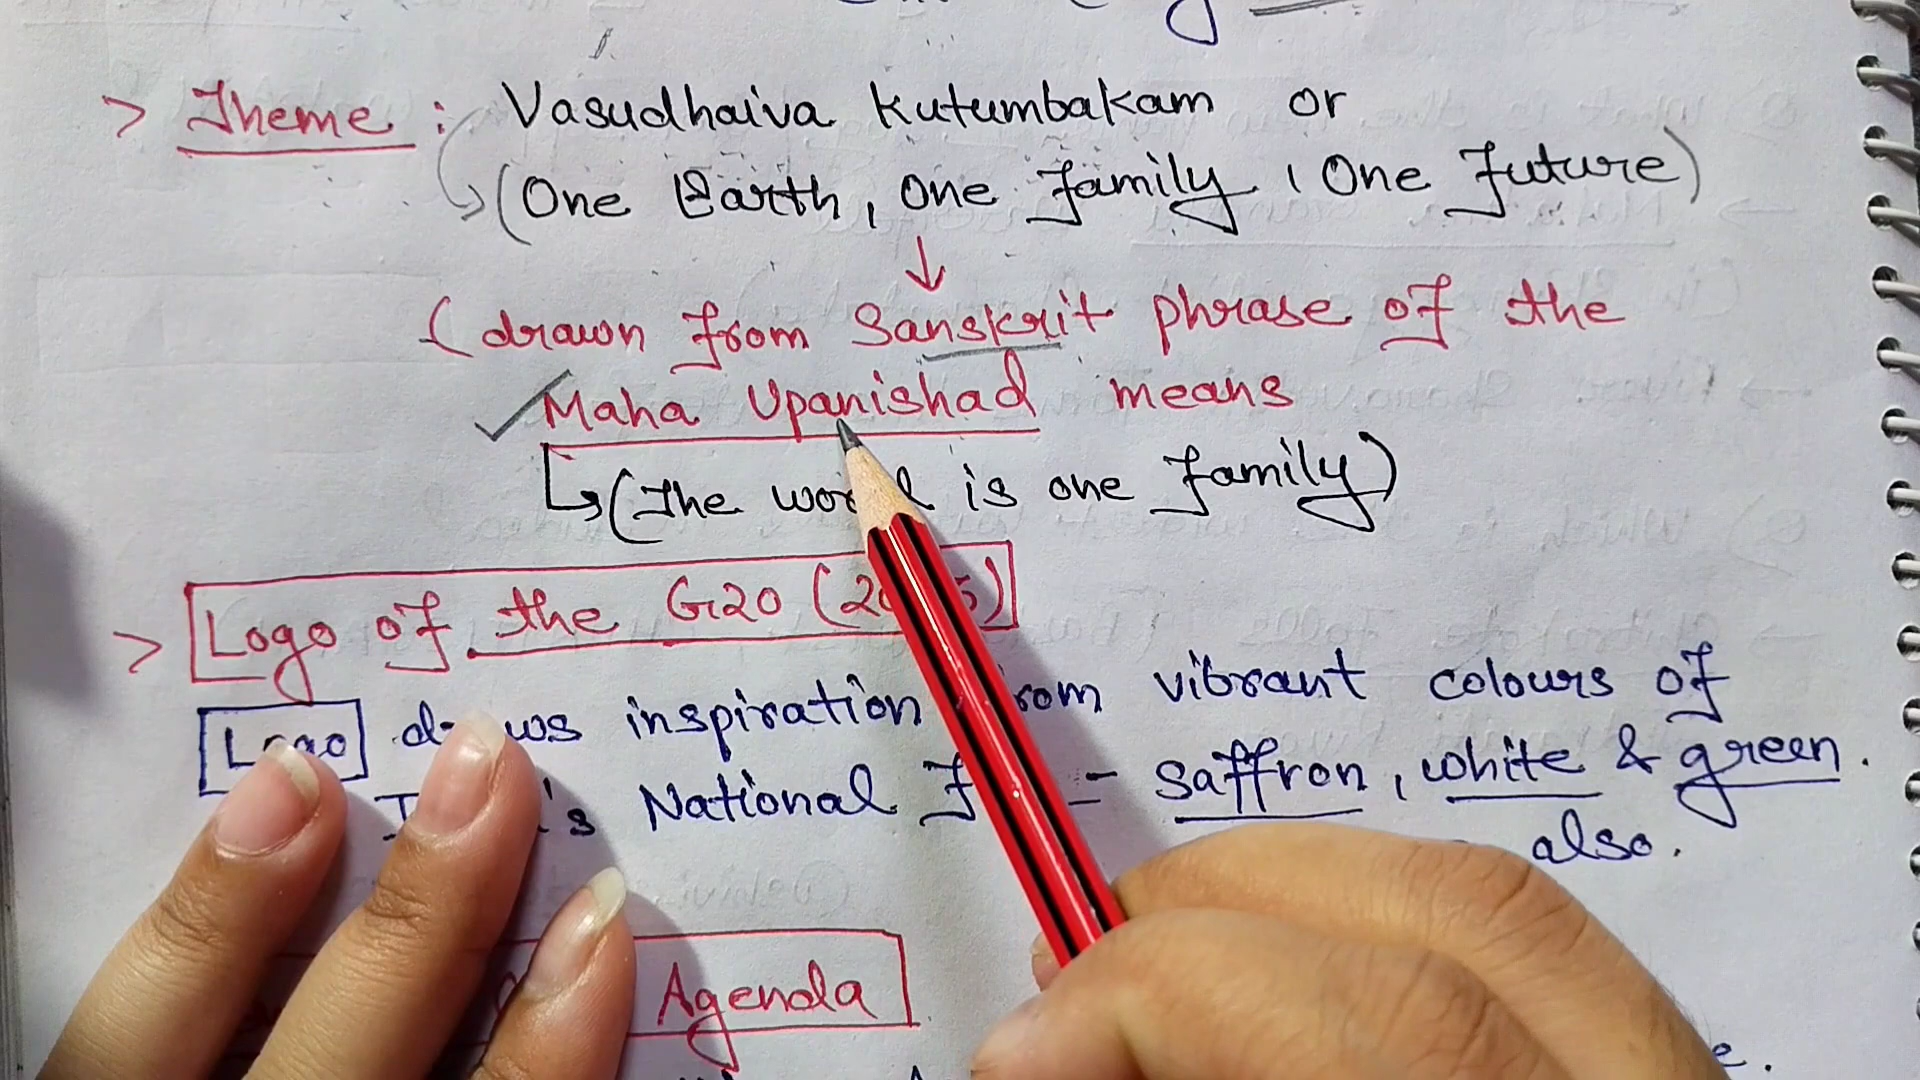 > Theme : Vasudhaiva Kutumbakam or
(One Earth, One Family, One Future)
(drawn from Sanskrit phrase of the
Maha Upanishad means
(The is one family)
> Logo of the G20
Logo draws inspiration from vibrant colours of
National - saffron, white & green.
also.
Agenda